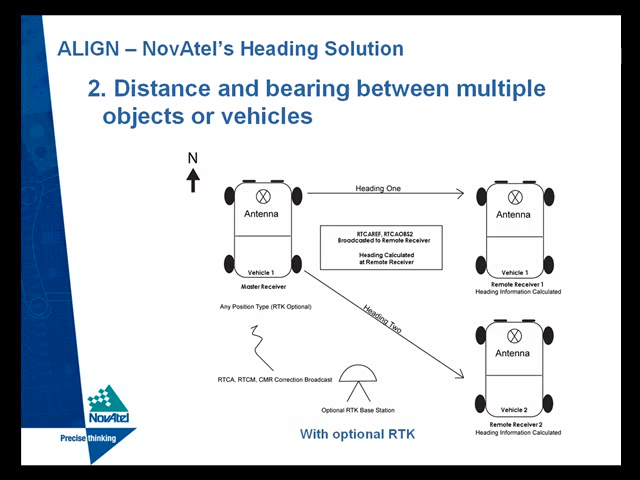 ALIGN – NovAtel's Heading Solution
2. Distance and bearing between multiple
objects or vehicles
N
Heading One
Antenna
Antenna
RTCAREF, RTCAOBS2
Broadcasted to Remote Receiver
Heading Calculated
at Remote Receiver
Vehicle 1
Vehicle 1
Master Receiver
Remote Receiver 1
Heading Information Calculated
Any Position Type (RTK Optional)
Heading Two
Antenna
RTCA, RTCM, CMR Correction Broadcast
Optional RTK Base Station
Vehicle 2
Remote Receiver 2
Heading Information Calculated
With optional RTK
NovAtel
Precise thinking